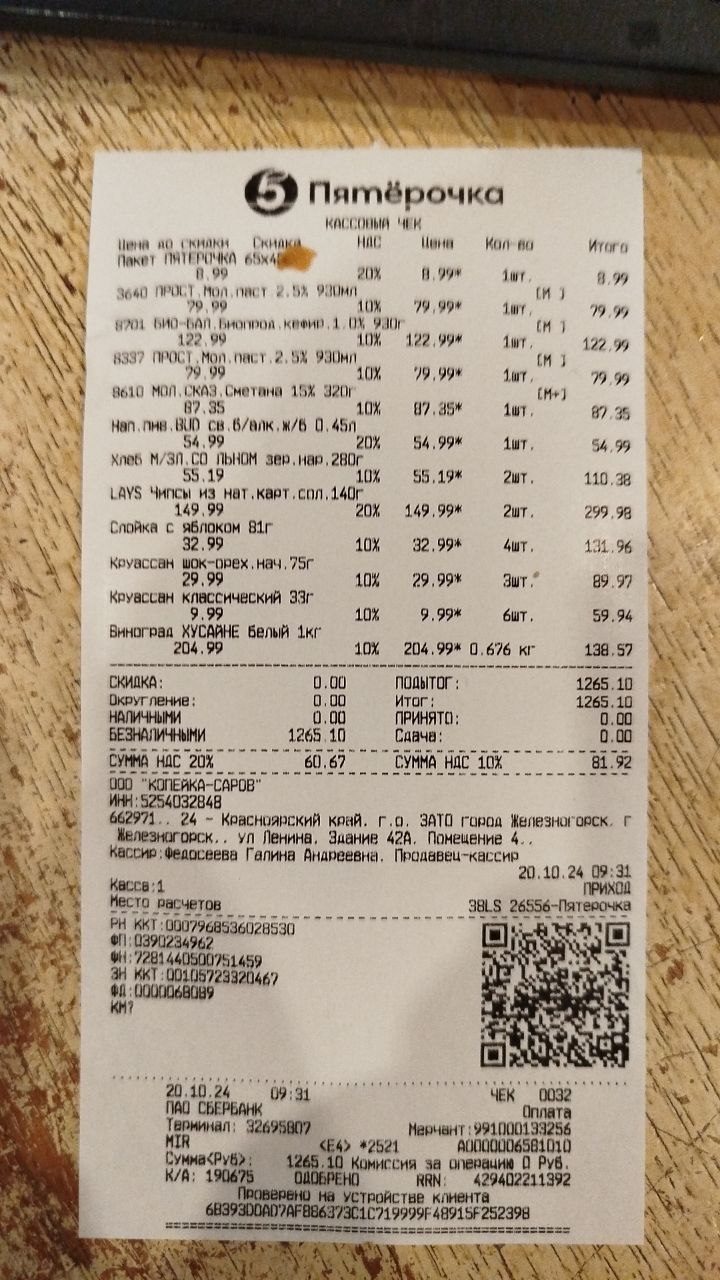 5 Пятёрочка
КАССОВЫЙ ЧЕК
Цена до скидки Скидка НДС Цена Кол-во Итого
Пакет ПЯТЕРОЧКА
8.99 20% 8.99* 1шт. 8.99
3640 ПРОСТ.Мол.паст 2.5% 930мл [M ]
79.99 10% 79.99* 1шт. 79.99
8701 БИО-БАЛ.Биопрод.кефир.1.0% 930г [M ]
122.99 10% 122.99* 1шт. 122.99
8337 ПРОСТ.Мол.паст.2.5% 930мл [M ]
79.99 10% 79.99* 1шт. 79.99
8610 МОЛ.СКАЗ.Сметана 15% 320г [M+]
87.35 10% 87.35* 1шт. 87.35
Нап.пив.BUD св.б/алк.ж/б 0.45л
54.99 20% 54.99* 1шт. 54.99
Хлеб М/ЗЛ.СО ЛЬНОМ зер.нар.280г
55.19 10% 55.19* 2шт. 110.38
LAYS Чипсы из нат.карт.сол.140г
149.99 20% 149.99* 2шт. 299.98
Слойка с яблоком 81г
32.99 10% 32.99* 4шт. 131.96
Круассан шок-орех.нач.75г
29.99 10% 29.99* 3шт. 89.97
Круассан классический 33г
9.99 10% 9.99* 6шт. 59.94
Виноград ХУСАЙНЕ белый 1кг
204.99 10% 204.99* 0.676 кг 138.57
СКИДКА: 0.00 ПОДЫТОГ: 1265.10
Округление: 0.00 Итог: 1265.10
НАЛИЧНЫМИ 0.00 ПРИНЯТО: 0.00
БЕЗНАЛИЧНЫМИ 1265.10 Сдача: 0.00
СУММА НДС 20% 60.67 СУММА НДС 10% 81.92
ООО "КОПЕЙКА-САРОВ"
ИНН:5254032848
662971.. 24 - Красноярский край. г.о. ЗАТО город Железногорск. г
Железногорск.. ул Ленина. Здание 42А. Помещение 4..
Кассир:Федосеева Галина Андреевна. Продавец-кассир
20.10.24 09:31
Касса:1 ПРИХОД
Место расчетов 38LS 26556-Пятерочка
РН ККТ:0007968536028530
ФП:0390234962
ФН:7281440500751459
ЗН ККТ:00105723320467
ФД:0000068089
КМ?
20.10.24 09:31 ЧЕК 0032
ПАО СБЕРБАНК Оплата
Терминал: 32695807 Мерчант:991000133256
MIR <E4> *2521 A0000006581010
Сумма<Руб>: 1265.10 Комиссия за операцию 0 Руб.
К/А: 190675 ОДОБРЕНО RRN: 429402211392
Проверено на устройстве клиента
6B393D0AD7AFBB6373C1C719999F48915F252398